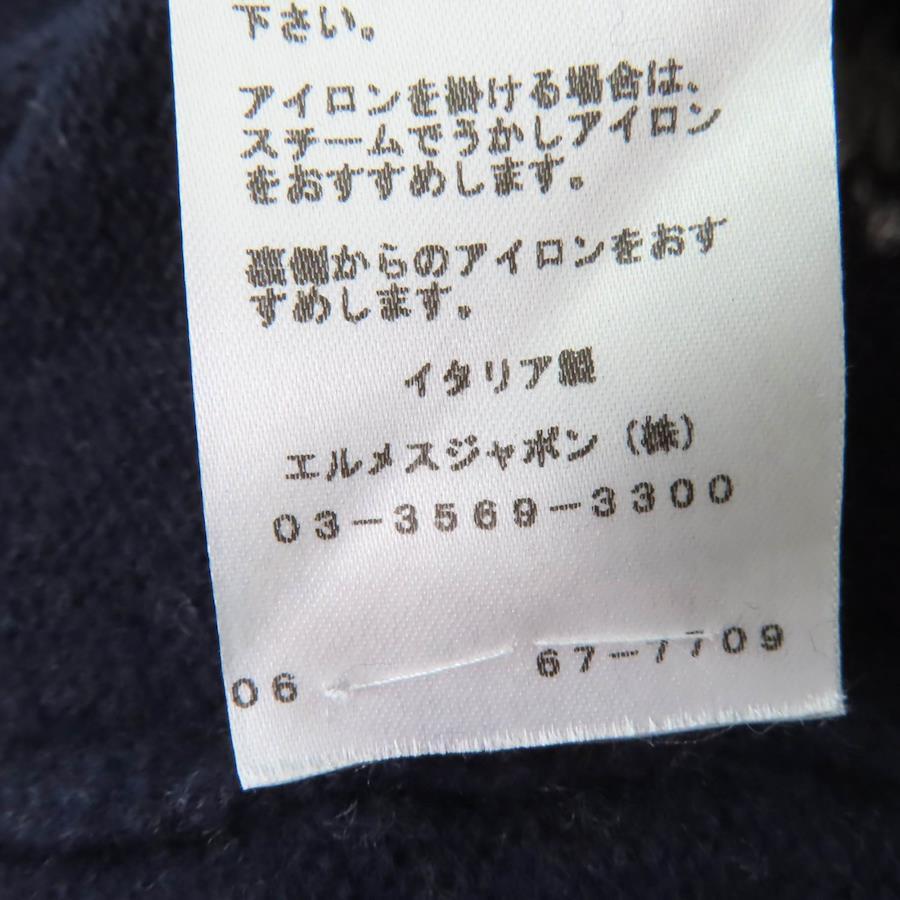 下さい。
アイロンを掛ける場合は、
スチームでうかしアイロン
をおすすめします。
裏側からのアイロンをおす
すめします。
イタリア製
エルメスジャポン（株）
03-3569-3300
06 67-7709